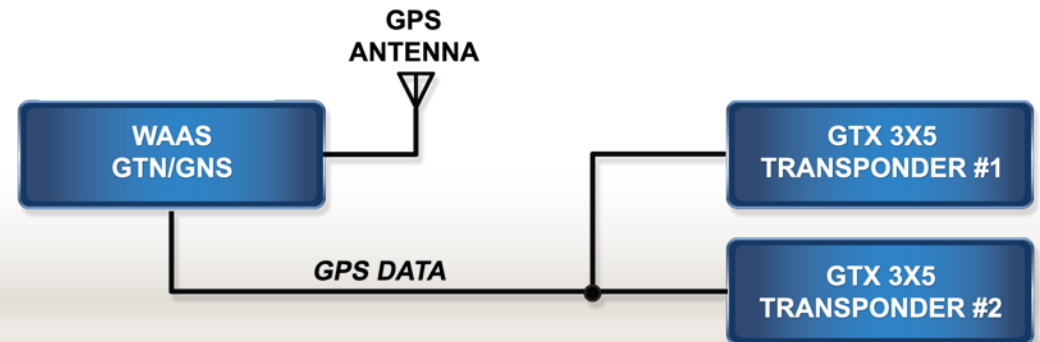 GPS
ANTENNA
WAAS
GTN/GNS
GTX 3X5
TRANSPONDER #1
GPS DATA
GTX 3X5
TRANSPONDER #2